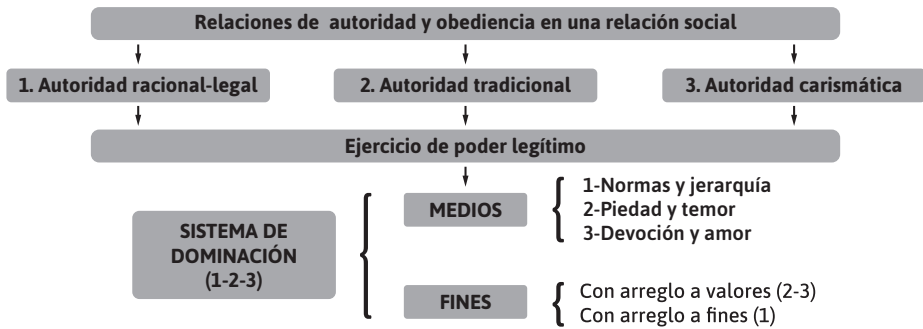 Relaciones de autoridad y obediencia en una relación social
1. Autoridad racional-legal
2. Autoridad tradicional
3. Autoridad carismática
Ejercicio de poder legítimo
SISTEMA DE
DOMINACIÓN
(1-2-3)
MEDIOS
1-Normas y jerarquía
2-Piedad y temor
3-Devoción y amor
FINES
Con arreglo a valores (2-3)
Con arreglo a fines (1)